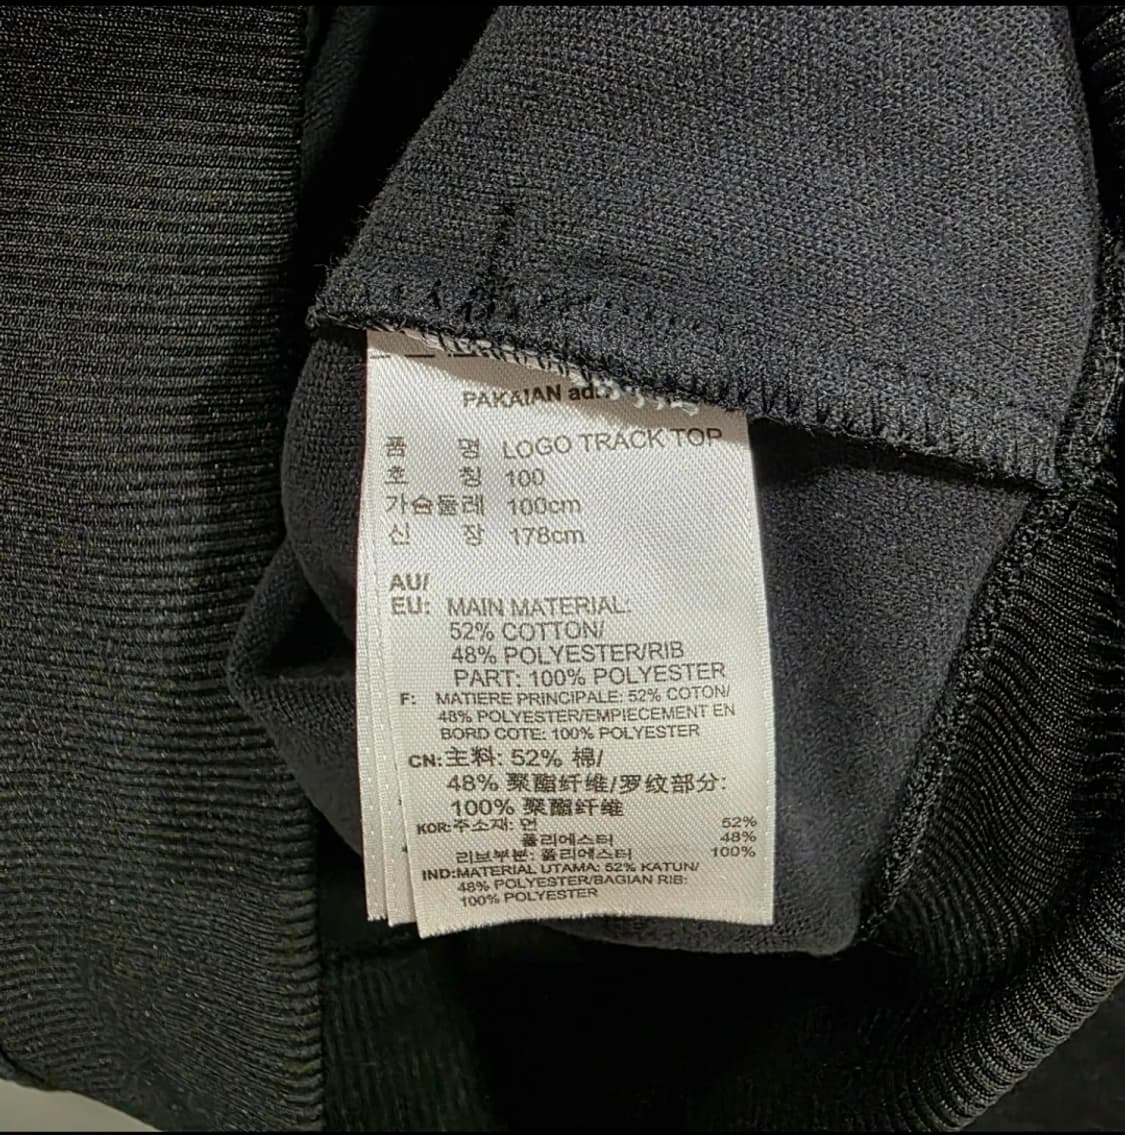 PAKAIAN
품 명 LOGO TRACK TOP
호 칭 100
가슴둘레 100cm
신 장 178cm
AU/
EU: MAIN MATERIAL:
52% COTTON/
48% POLYESTER/RIB
PART: 100% POLYESTER
F: MATIERE PRINCIPALE: 52% COTON/
48% POLYESTER/EMPIECEMENT EN
BORD COTE: 100% POLYESTER
CN:主料: 52% 棉/
48% 聚酯纤维/罗纹部分:
100% 聚酯纤维
KOR:주소재: 면 52%
폴리에스터 48%
리브부분: 폴리에스터 100%
IND:MATERIAL UTAMA: 52% KATUN/
48% POLYESTER/BAGIAN RIB:
100% POLYESTER